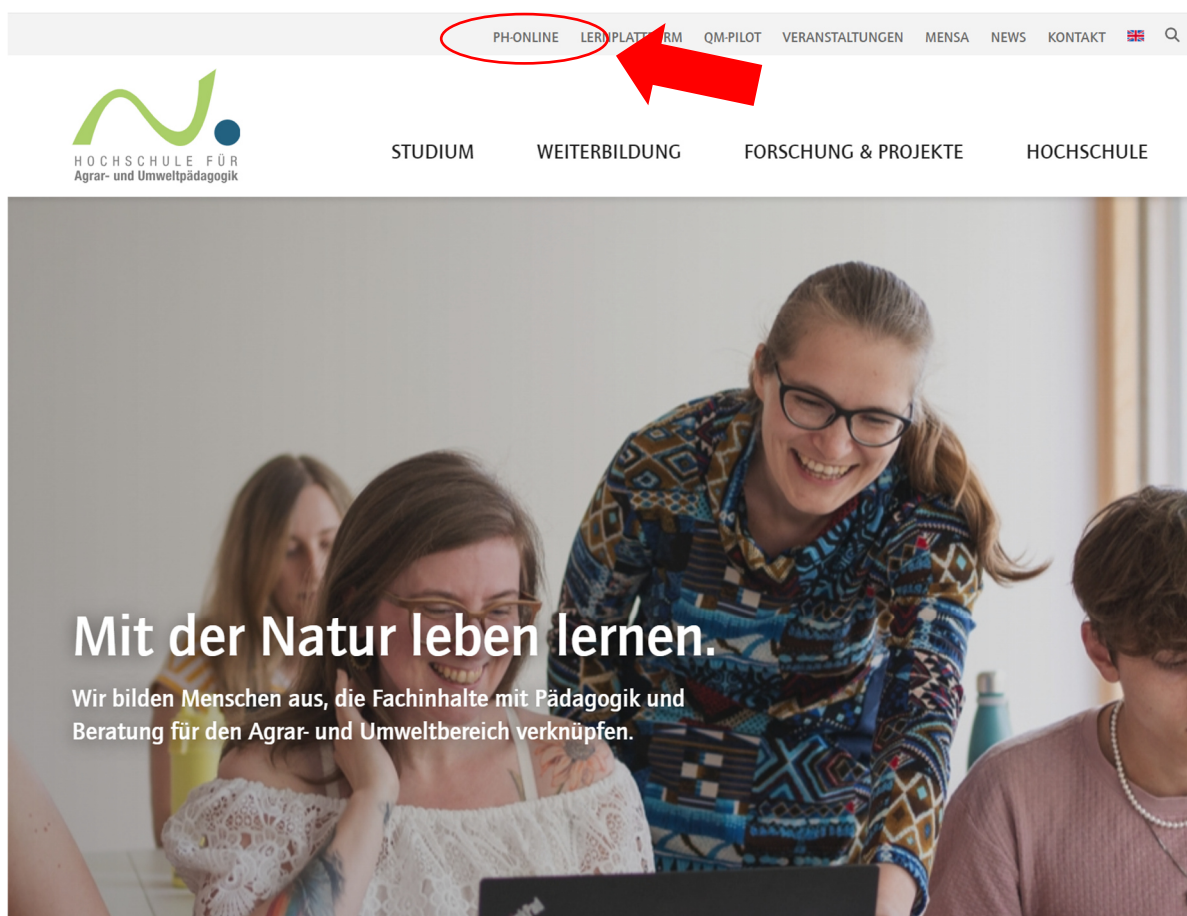 PH-ONLINE LERNPLATTFORM QM-PILOT VERANSTALTUNGEN MENSA NEWS KONTAKT
HOCHSCHULE FÜR
Agrar- und Umweltpädagogik
STUDIUM WEITERBILDUNG FORSCHUNG & PROJEKTE HOCHSCHULE
Mit der Natur leben lernen.
Wir bilden Menschen aus, die Fachinhalte mit Pädagogik und
Beratung für den Agrar- und Umweltbereich verknüpfen.